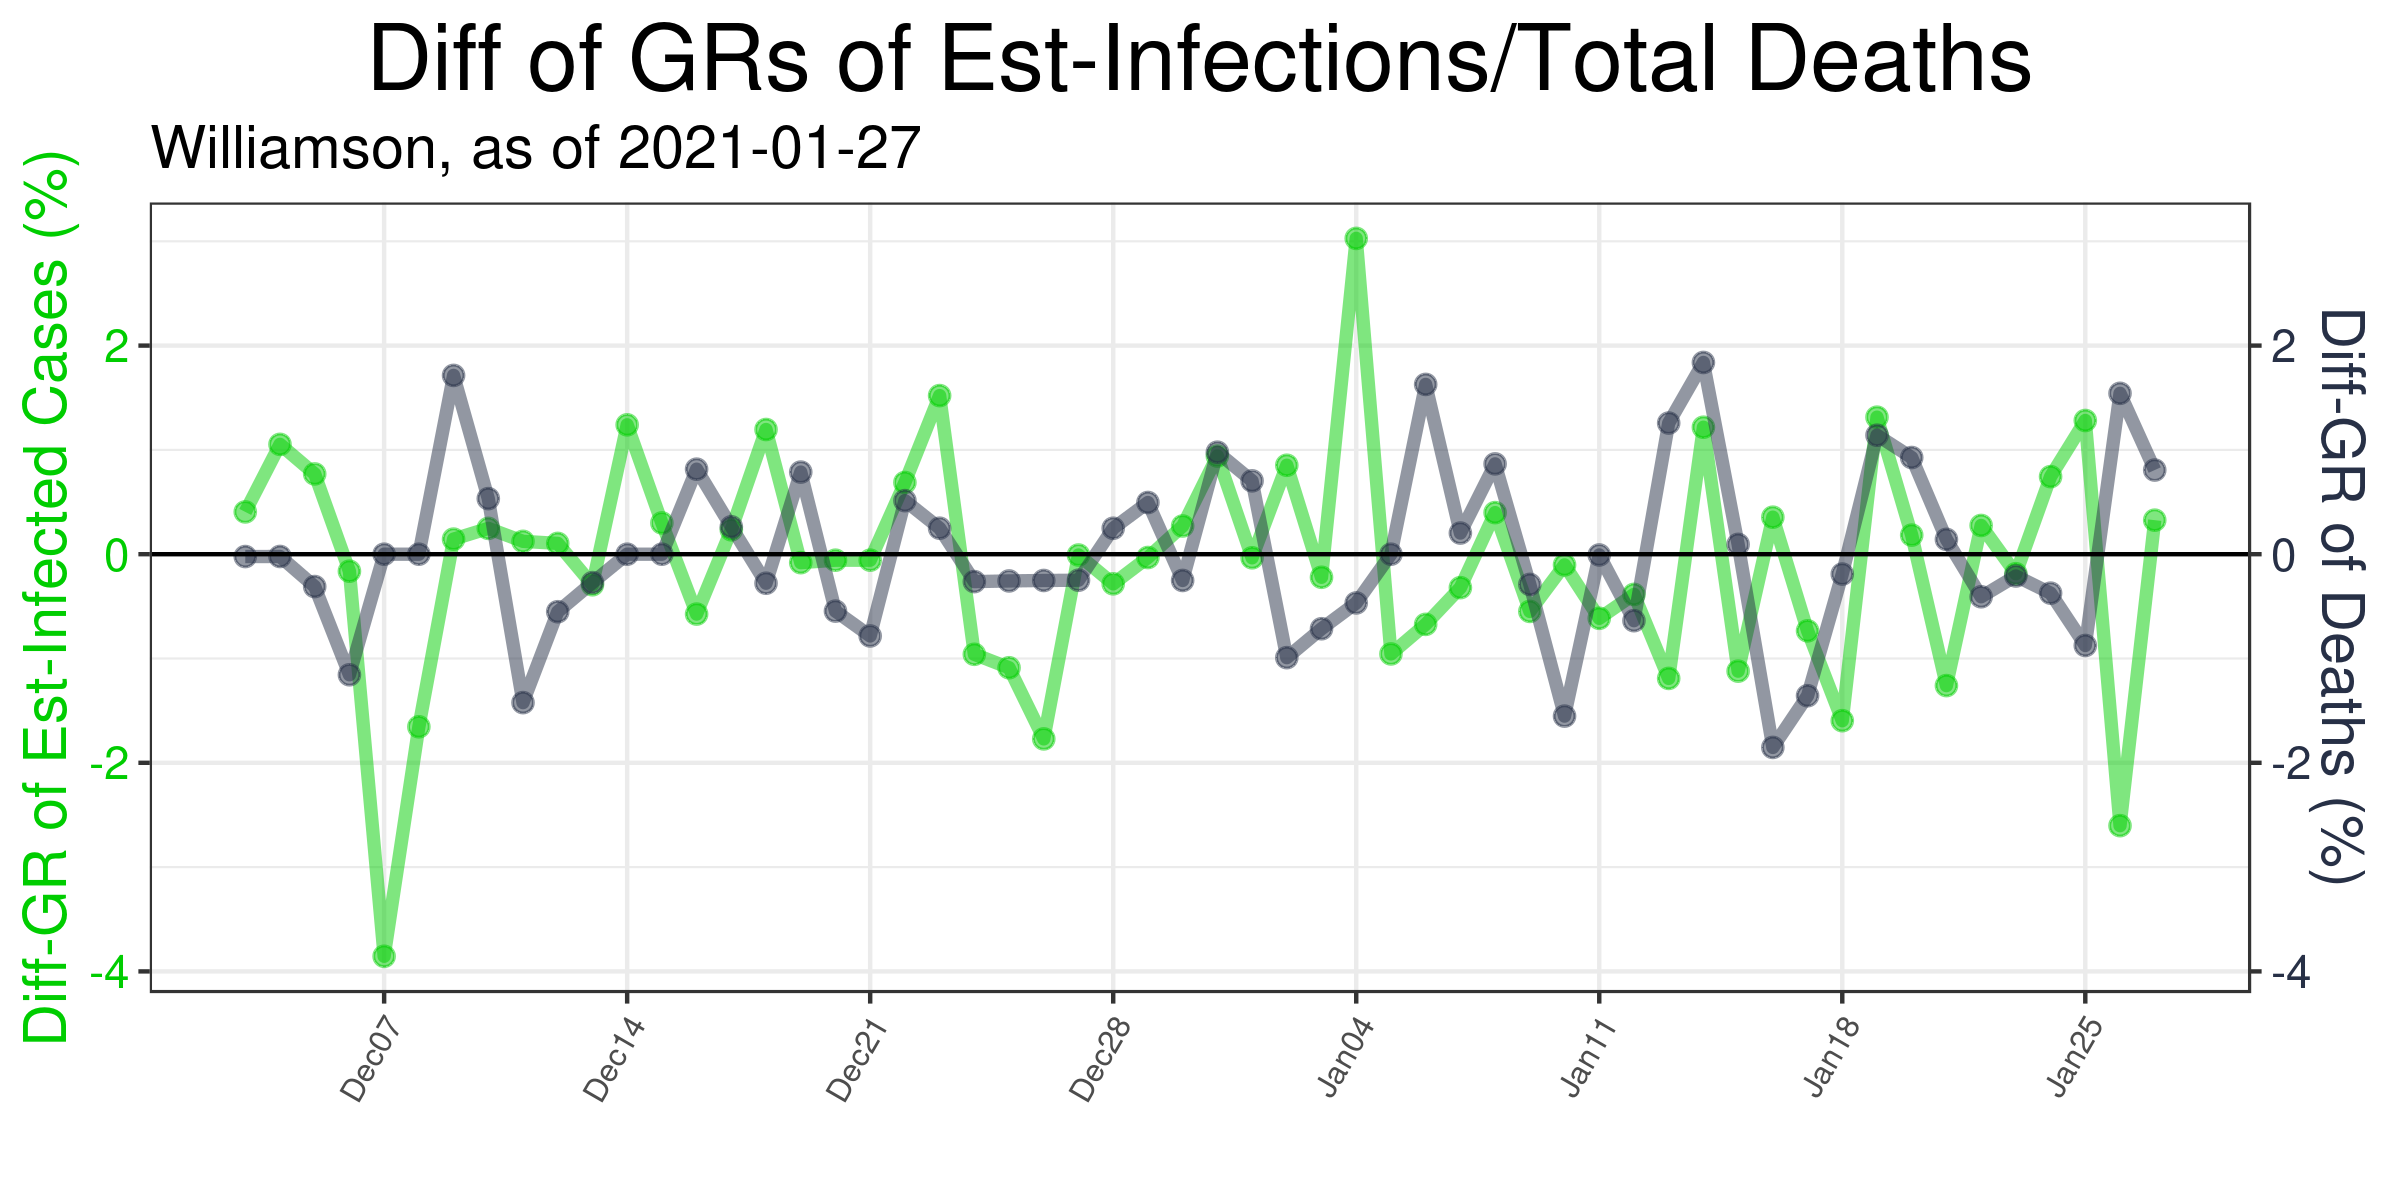 Diff of GRs of Est-Infections/Total Deaths
Williamson, as of 2021-01-27
Diff-GR of Est-Infected Cases (%)
2
0
-2
-4
2
0
-2
-4
Diff-GR of Deaths (%)
Dec07
Dec14
Dec21
Dec28
Jan04
Jan11
Jan18
Jan25